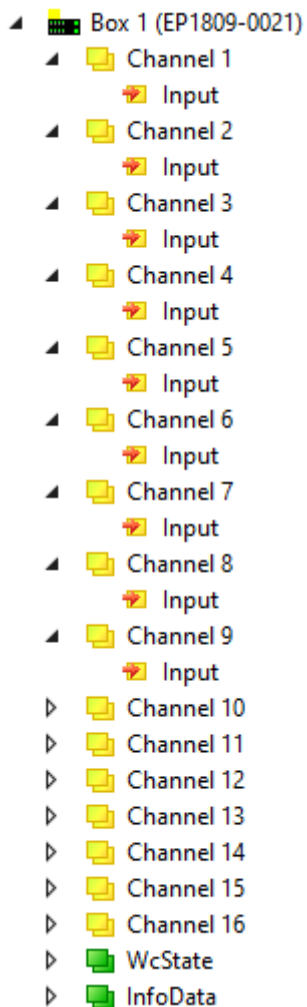 Box 1 (EP1809-0021)
Channel 1
Input
Channel 2
Input
Channel 3
Input
Channel 4
Input
Channel 5
Input
Channel 6
Input
Channel 7
Input
Channel 8
Input
Channel 9
Input
Channel 10
Channel 11
Channel 12
Channel 13
Channel 14
Channel 15
Channel 16
WcState
InfoData